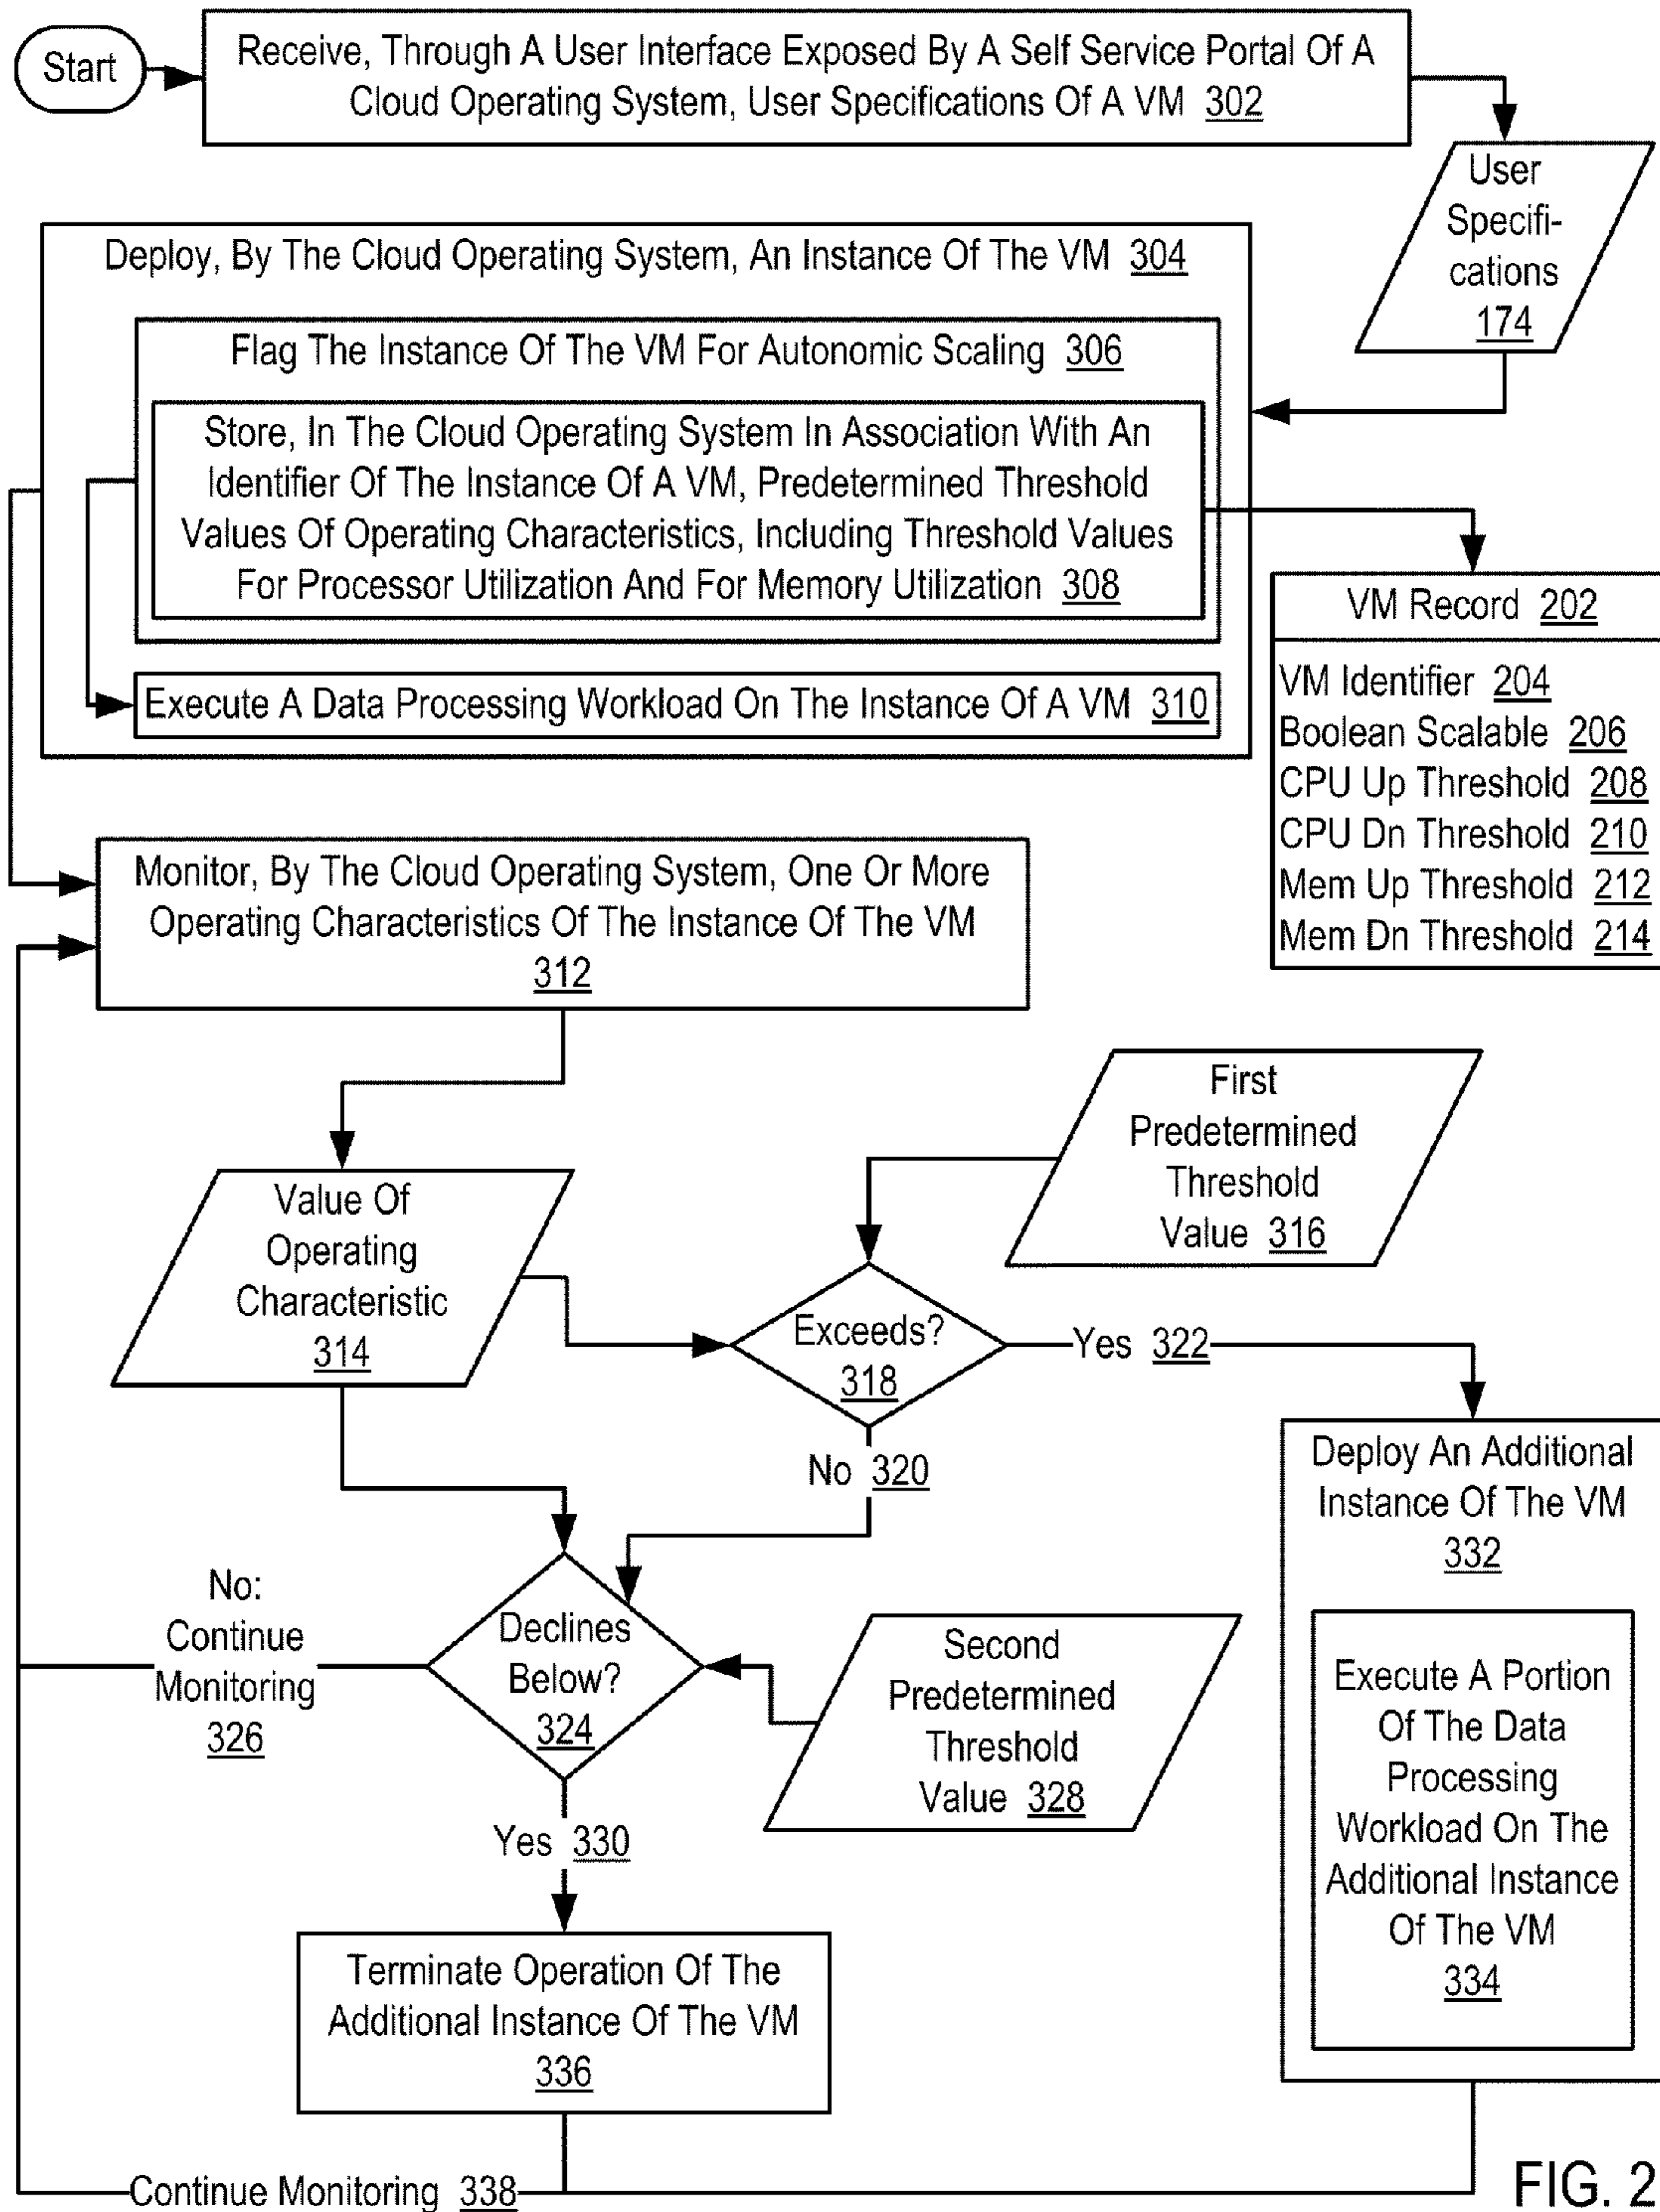 Start
Receive, Through A User Interface Exposed By A Self Service Portal Of A
Cloud Operating System, User Specifications Of A VM 302
User
Specifi-
cations
174
Deploy, By The Cloud Operating System, An Instance Of The VM 304
Flag The Instance Of The VM For Autonomic Scaling 306
Store, In The Cloud Operating System In Association With An
Identifier Of The Instance Of A VM, Predetermined Threshold
Values Of Operating Characteristics, Including Threshold Values
For Processor Utilization And For Memory Utilization 308
Execute A Data Processing Workload On The Instance Of A VM 310
VM Record 202
VM Identifier 204
Boolean Scalable 206
CPU Up Threshold 208
CPU Dn Threshold 210
Mem Up Threshold 212
Mem Dn Threshold 214
Monitor, By The Cloud Operating System, One Or More
Operating Characteristics Of The Instance Of The VM
312
First
Predetermined
Threshold
Value 316
Value Of
Operating
Characteristic
314
Exceeds?
318
Yes 322
No 320
Deploy An Additional
Instance Of The VM
332
Execute A Portion
Of The Data
Processing
Workload On The
Additional Instance
Of The VM
334
No:
Continue
Monitoring
326
Declines
Below?
324
Second
Predetermined
Threshold
Value 328
Yes 330
Terminate Operation Of The
Additional Instance Of The VM
336
Continue Monitoring 338
FIG. 2